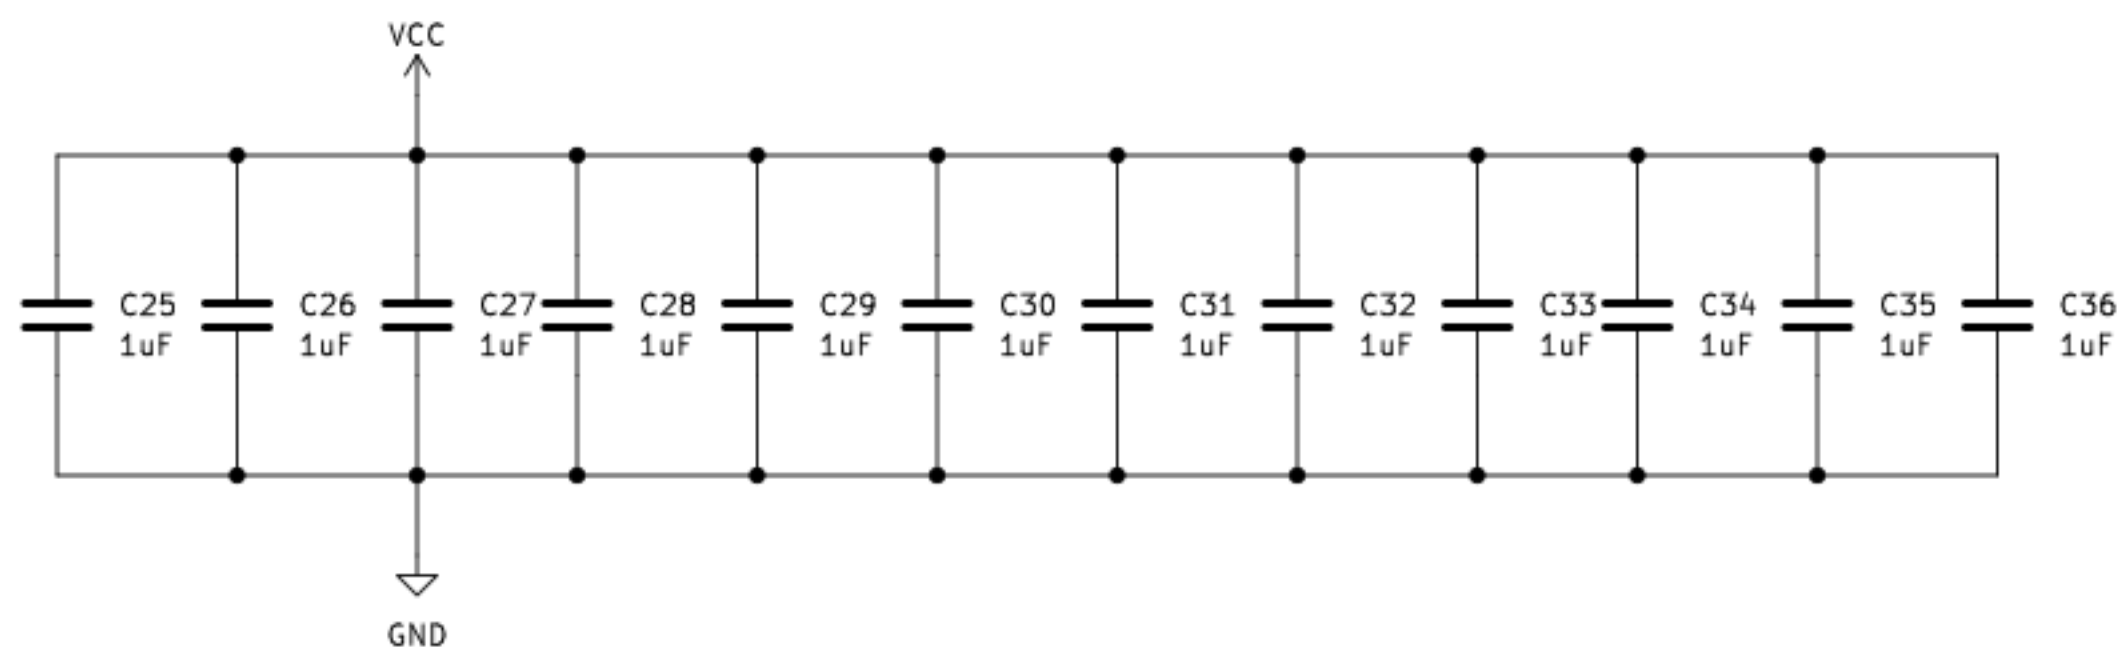 VCC
C25 C26 C27 C28 C29 C30 C31 C32 C33 C34 C35 C36
1uF 1uF 1uF 1uF 1uF 1uF 1uF 1uF 1uF 1uF 1uF 1uF
GND